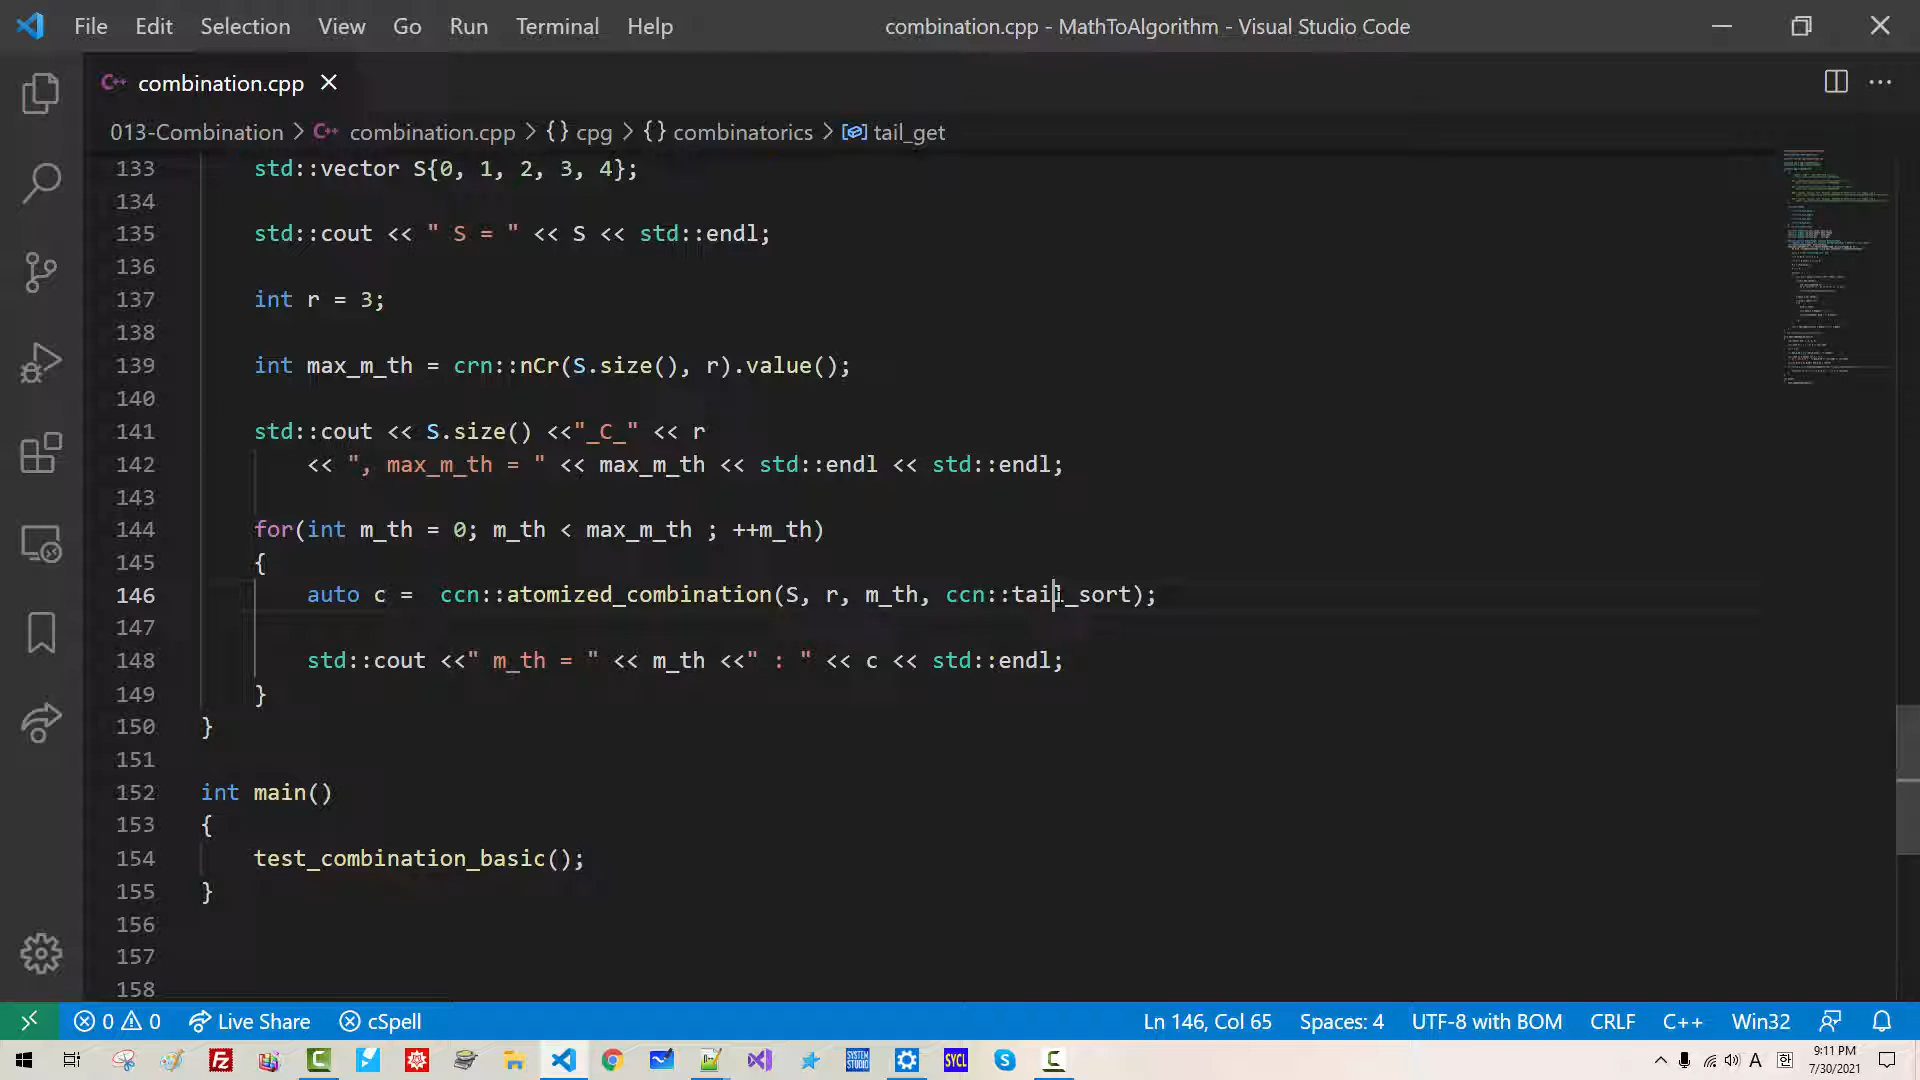 File Edit Selection View Go Run Terminal Help combination.cpp - MathToAlgorithm - Visual Studio Code
C++ combination.cpp
013-Combination > C++ combination.cpp > {} cpg > {} combinatorics > tail_get
133 std::vector S{0, 1, 2, 3, 4};
134
135 std::cout << " S = " << S << std::endl;
136
137 int r = 3;
138
139 int max_m_th = crn::nCr(S.size(), r).value();
140
141 std::cout << S.size() <<"_C_" << r
142 << ", max_m_th = " << max_m_th << std::endl << std::endl;
143
144 for(int m_th = 0; m_th < max_m_th ; ++m_th)
145 {
146 auto c =  ccn::atomized_combination(S, r, m_th, ccn::tail_sort);
147
148 std::cout <<" m_th = " << m_th <<" : " << c << std::endl;
149 }
150 }
151
152 int main()
153 {
154 test_combination_basic();
155 }
156
157
158
0 0 Live Share cSpell Ln 146, Col 65 Spaces: 4 UTF-8 with BOM CRLF C++ Win32
SYSTEM STUDIO SYCL A 한 9:11 PM
7/30/2021